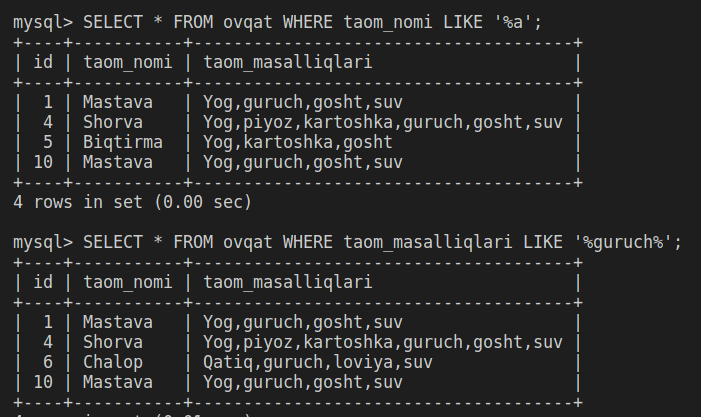 mysql> SELECT * FROM ovqat WHERE taom_nomi LIKE '%a';
+----+-----------+--------------------------------------+
| id | taom_nomi | taom_masalliqlari                    |
+----+-----------+--------------------------------------+
|  1 | Mastava   | Yog,guruch,gosht,suv                 |
|  4 | Shorva    | Yog,piyoz,kartoshka,guruch,gosht,suv |
|  5 | Biqtirma  | Yog,kartoshka,gosht                  |
| 10 | Mastava   | Yog,guruch,gosht,suv                 |
+----+-----------+--------------------------------------+
4 rows in set (0.00 sec)
mysql> SELECT * FROM ovqat WHERE taom_masalliqlari LIKE '%guruch%';
+----+-----------+--------------------------------------+
| id | taom_nomi | taom_masalliqlari                    |
+----+-----------+--------------------------------------+
|  1 | Mastava   | Yog,guruch,gosht,suv                 |
|  4 | Shorva    | Yog,piyoz,kartoshka,guruch,gosht,suv |
|  6 | Chalop    | Qatiq,guruch,loviya,suv              |
| 10 | Mastava   | Yog,guruch,gosht,suv                 |
+----+-----------+--------------------------------------+